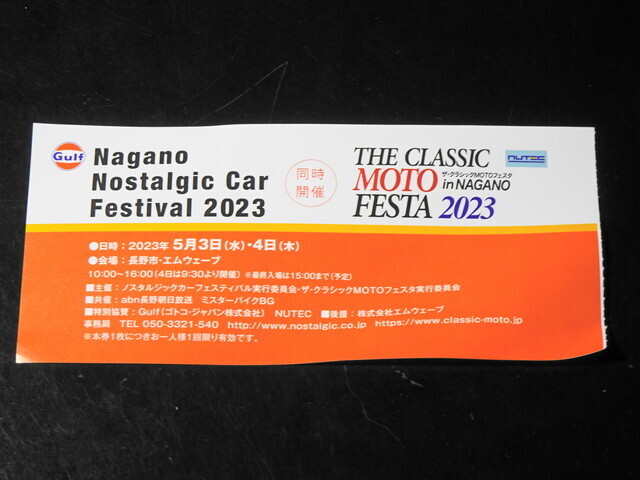 Gulf
Nagano
Nostalgic Car
Festival 2023
同時
開催
THE CLASSIC
MOTO
ザ・クラシックMOTOフェスタ
in NAGANO
FESTA 2023
NUTEC
●日時：2023年 5月3日(水)・4日(木)
●会場：長野市・エムウェーブ
10:00~16:00(4日は9:30より開催) ※最終入場は15:00まで(予定)
■主催：ノスタルジックカーフェスティバル実行委員会・ザ・クラシックMOTOフェスタ実行委員会
■共催：abn長野朝日放送 ミスターバイクBG
■特別協賛：Gulf(ゴトコ・ジャパン株式会社) NUTEC ■後援：株式会社エムウェーブ
事務局 TEL 050-3321-540 http://www.nostalgic.co.jp https://www.classic-moto.jp
※本券1枚につきお一人様1回限り有効です。